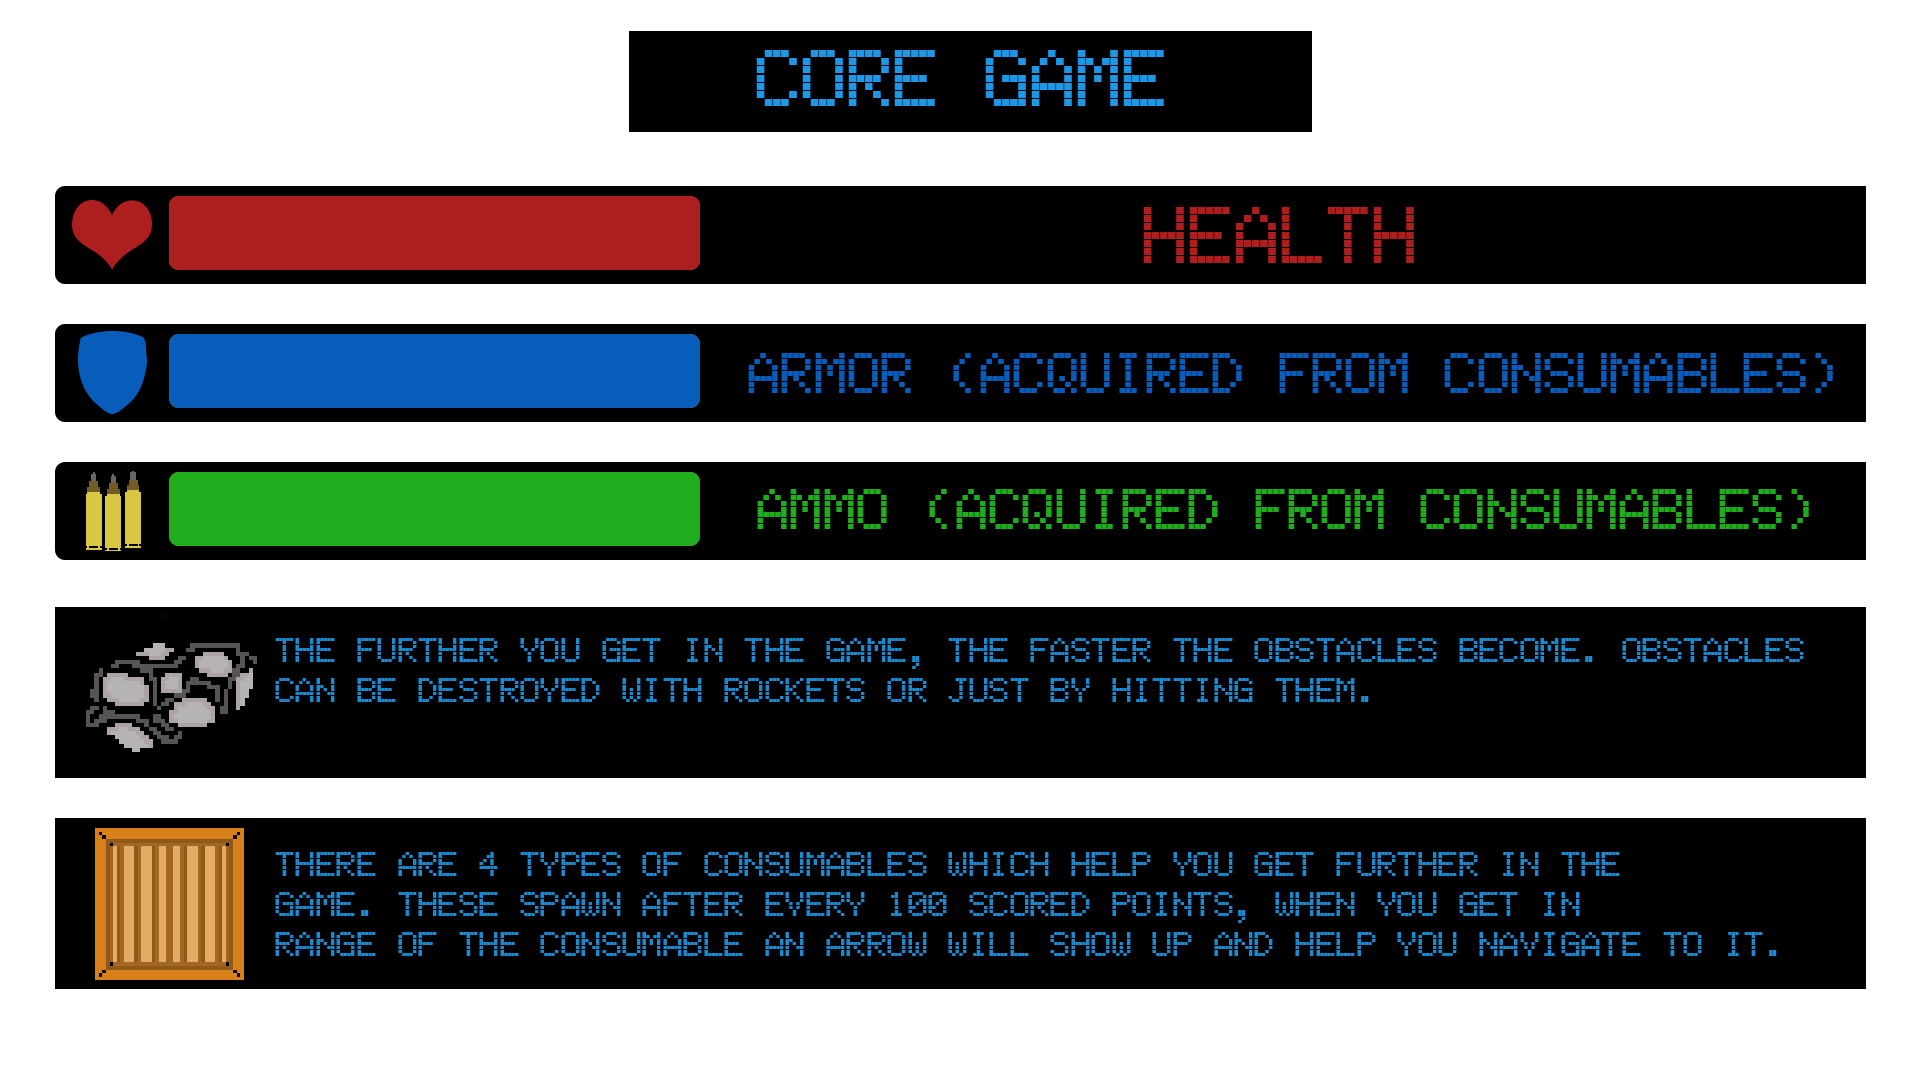 CORE GAME
HEALTH
ARMOR (ACQUIRED FROM CONSUMABLES)
AMMO (ACQUIRED FROM CONSUMABLES)
THE FURTHER YOU GET IN THE GAME, THE FASTER THE OBSTACLES BECOME. OBSTACLES
CAN BE DESTROYED WITH ROCKETS OR JUST BY HITTING THEM.
THERE ARE 4 TYPES OF CONSUMABLES WHICH HELP YOU GET FURTHER IN THE
GAME. THESE SPAWN AFTER EVERY 100 SCORED POINTS, WHEN YOU GET IN
RANGE OF THE CONSUMABLE AN ARROW WILL SHOW UP AND HELP YOU NAVIGATE TO IT.